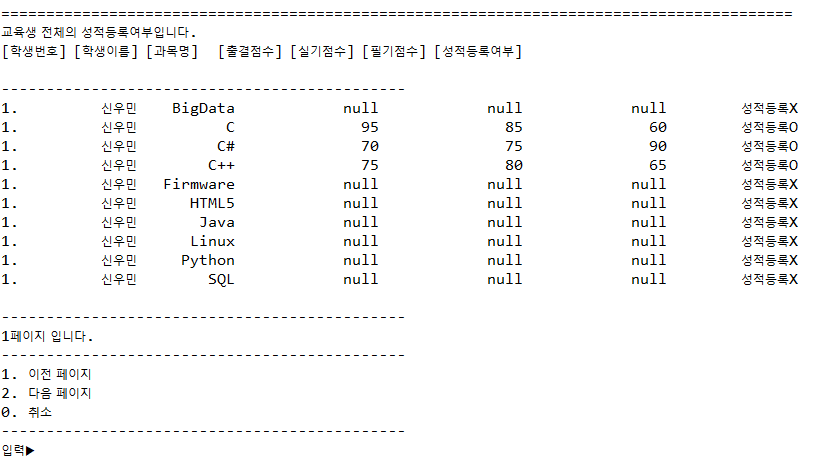 ========================================================================================
교육생 전체의 성적등록여부입니다.
[학생번호] [학생이름] [과목명] [출결점수] [실기점수] [필기점수] [성적등록여부]
---------------------------------------------
1. 신우민 BigData null null null 성적등록X
1. 신우민 C 95 85 60 성적등록O
1. 신우민 C# 70 75 90 성적등록O
1. 신우민 C++ 75 80 65 성적등록O
1. 신우민 Firmware null null null 성적등록X
1. 신우민 HTML5 null null null 성적등록X
1. 신우민 Java null null null 성적등록X
1. 신우민 Linux null null null 성적등록X
1. 신우민 Python null null null 성적등록X
1. 신우민 SQL null null null 성적등록X
---------------------------------------------
1페이지 입니다.
---------------------------------------------
1. 이전 페이지
2. 다음 페이지
0. 취소
---------------------------------------------
입력▶